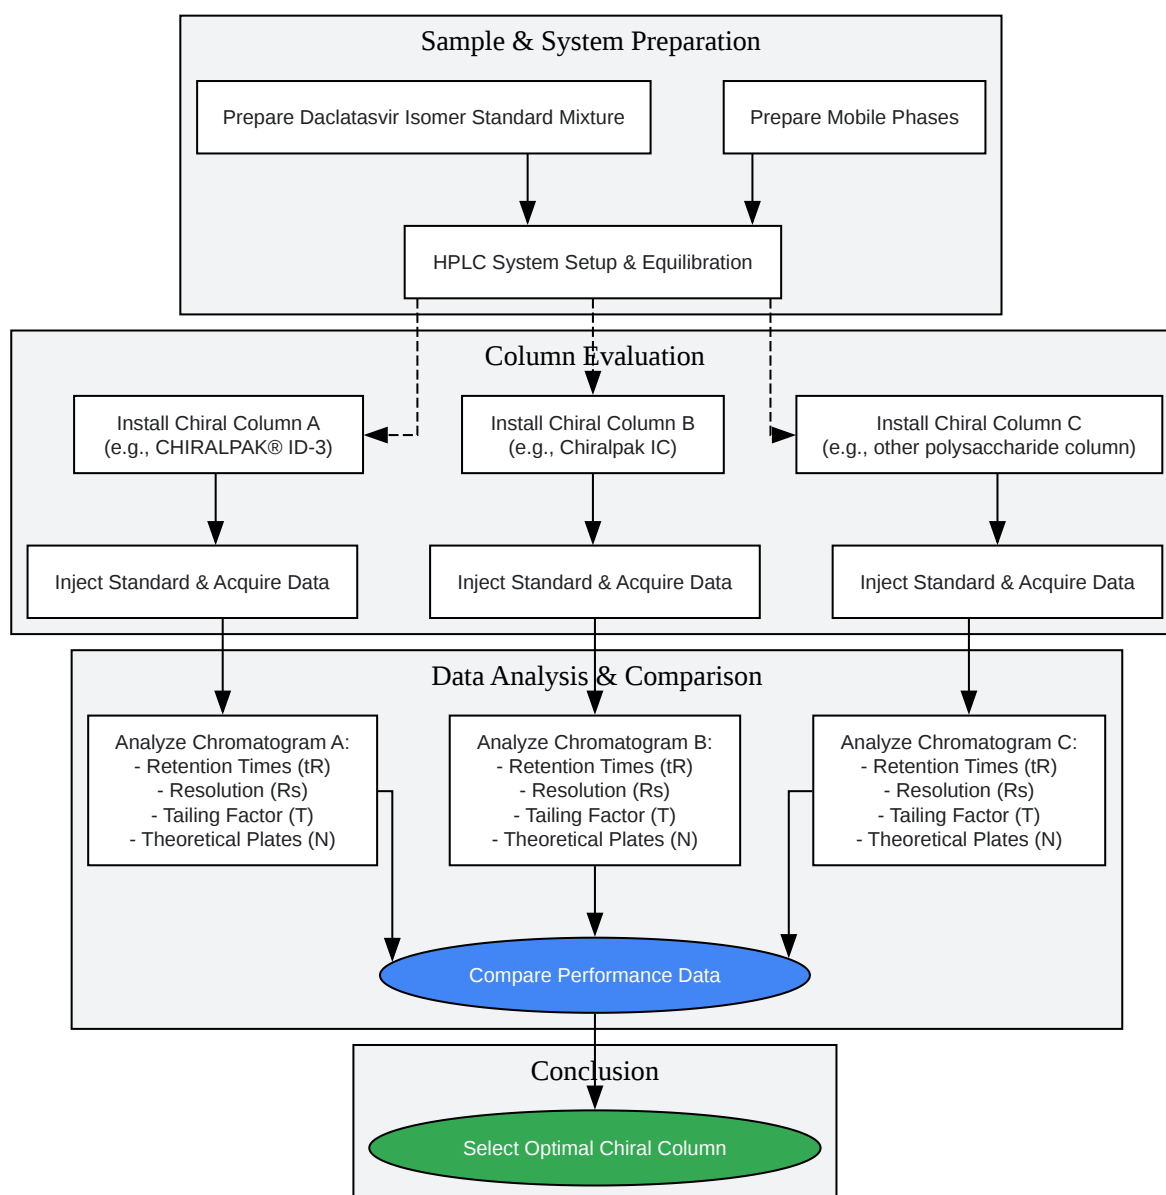 Sample & System Preparation
Prepare Daclatasvir Isomer Standard Mixture
Prepare Mobile Phases
HPLC System Setup & Equilibration
Column Evaluation
Install Chiral Column A
(e.g., CHIRALPAK® ID-3)
Install Chiral Column B
(e.g., Chiralpak IC)
Install Chiral Column C
(e.g., other polysaccharide column)
Inject Standard & Acquire Data
Inject Standard & Acquire Data
Inject Standard & Acquire Data
Data Analysis & Comparison
Analyze Chromatogram A:
- Retention Times (tR)
- Resolution (Rs)
- Tailing Factor (T)
- Theoretical Plates (N)
Analyze Chromatogram B:
- Retention Times (tR)
- Resolution (Rs)
- Tailing Factor (T)
- Theoretical Plates (N)
Analyze Chromatogram C:
- Retention Times (tR)
- Resolution (Rs)
- Tailing Factor (T)
- Theoretical Plates (N)
Compare Performance Data
Conclusion
Select Optimal Chiral Column